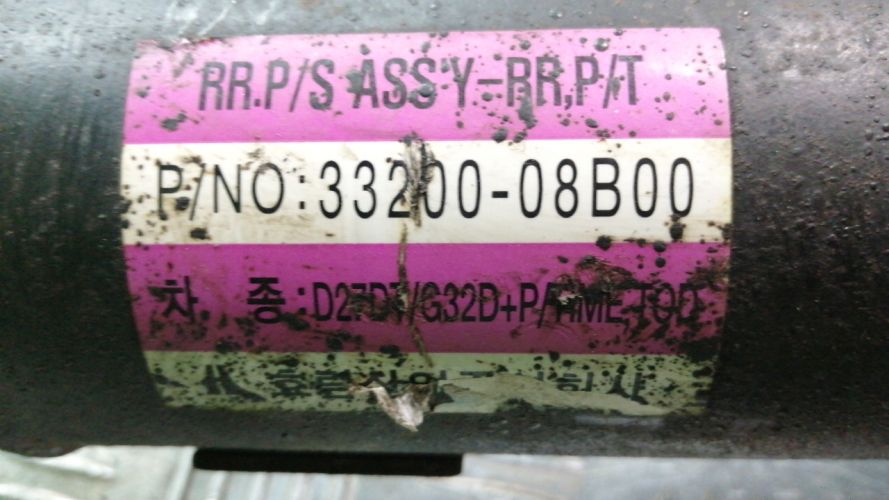 RR.P/S ASS'Y-RR,P/T
P/NO:33200-08B00
차 종:D27DT/G32D+P/TIME,TOD